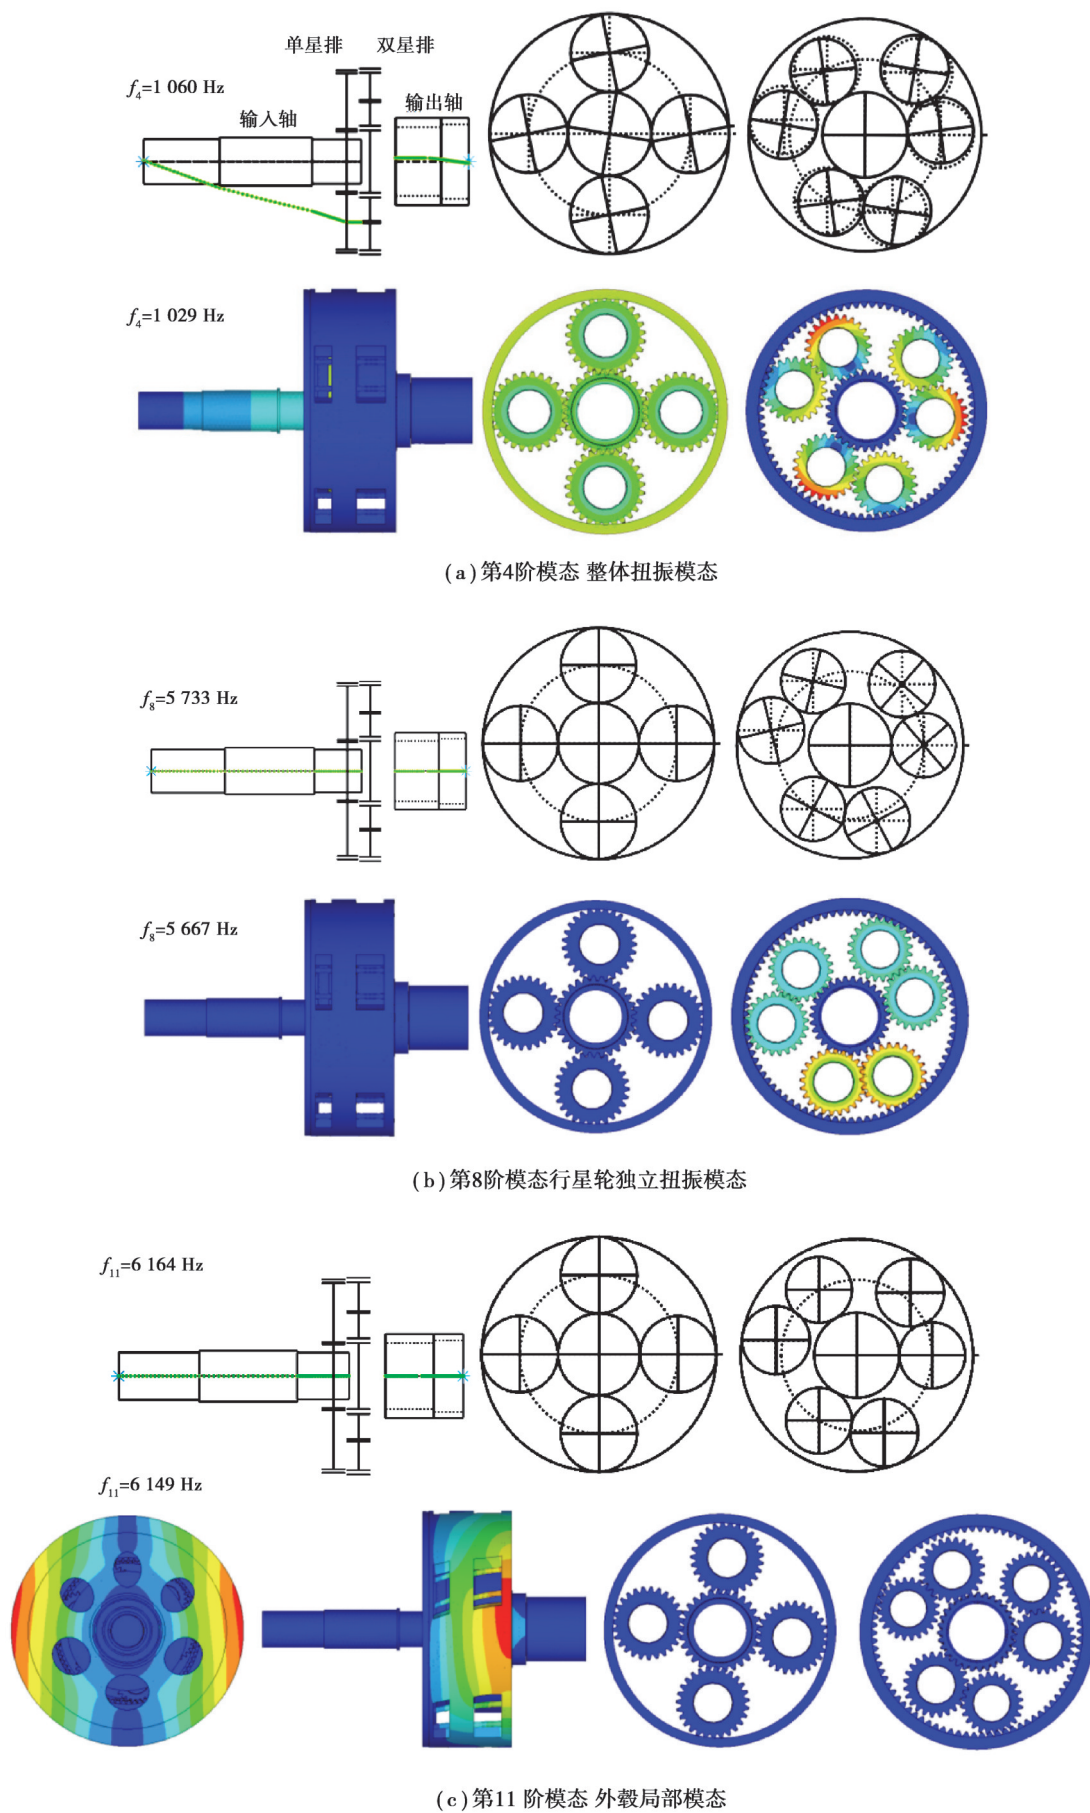 单星排 双星排
f4=1 060 Hz
输入轴 输出轴
f4=1 029 Hz
(a)第4阶模态 整体扭振模态
f8=5 733 Hz
f8=5 667 Hz
(b)第8阶模态行星轮独立扭振模态
f11=6 164 Hz
f11=6 149 Hz
(c)第11 阶模态 外毂局部模态